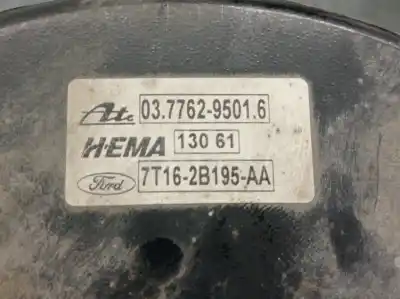 Ate 03.7762-9501.6
HEMA 130 61
Ford 7T16-2B195-AA